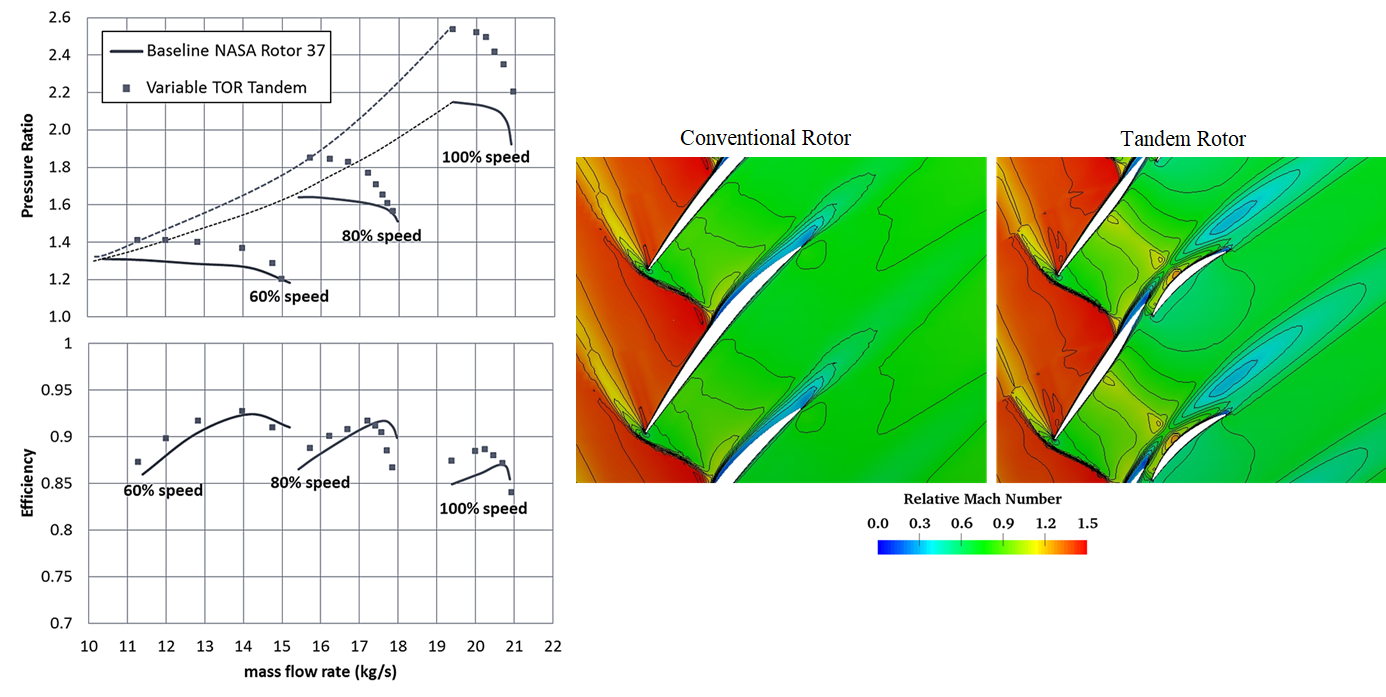 2.6
2.4
2.2
2.0
1.8
1.6
1.4
1.2
1.0
Pressure Ratio
Baseline NASA Rotor 37
Variable TOR Tandem
100% speed
80% speed
60% speed
1
0.95
0.9
0.85
0.8
0.75
0.7
Efficiency
60% speed
80% speed
100% speed
10 11 12 13 14 15 16 17 18 19 20 21 22
mass flow rate (kg/s)
Conventional Rotor
Tandem Rotor
Relative Mach Number
0.0 0.3 0.6 0.9 1.2 1.5